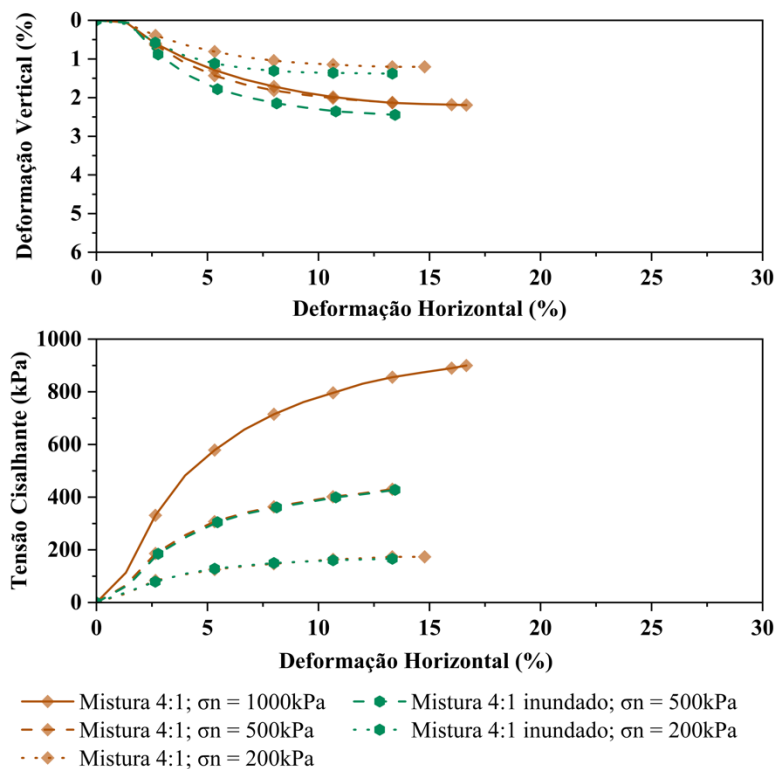 Deformação Vertical (%)
0
1
2
3
4
5
6
0 5 10 15 20 25 30
Deformação Horizontal (%)
Tensão Cisalhante (kPa)
1000
800
600
400
200
0
0 5 10 15 20 25 30
Deformação Horizontal (%)
Mistura 4:1; σn = 1000kPa
Mistura 4:1; σn = 500kPa
Mistura 4:1; σn = 200kPa
Mistura 4:1 inundado; σn = 500kPa
Mistura 4:1 inundado; σn = 200kPa